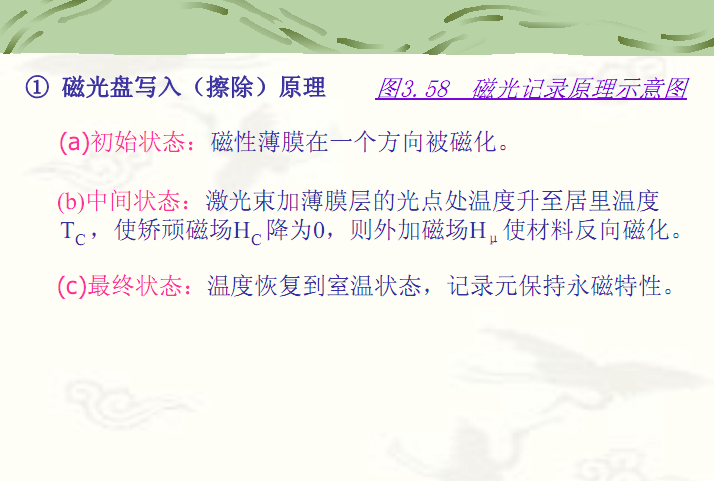 ① 磁光盘写入（擦除）原理 图3.58 磁光记录原理示意图
(a)初始状态：磁性薄膜在一个方向被磁化。
(b)中间状态：激光束加薄膜层的光点处温度升至居里温度
TC，使矫顽磁场HC降为0，则外加磁场Hμ使材料反向磁化。
(c)最终状态：温度恢复到室温状态，记录元保持永磁特性。